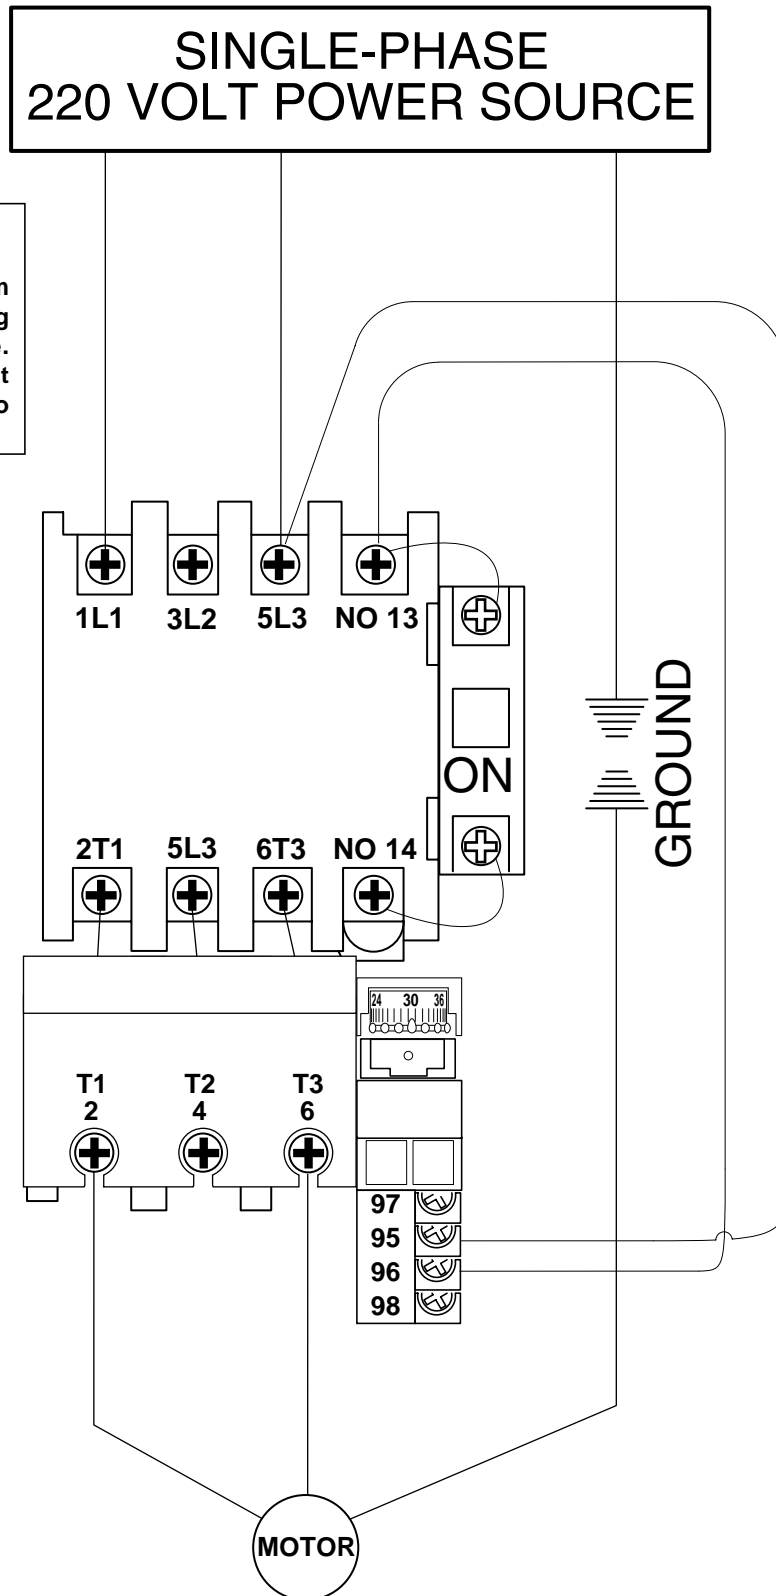 SINGLE-PHASE
220 VOLT POWER SOURCE
1L1 3L2 5L3 NO 13
ON
GROUND
2T1 5L3 6T3 NO 14
24 30 36
T1 T2 T3
2 4 6
97
95
96
98
MOTOR